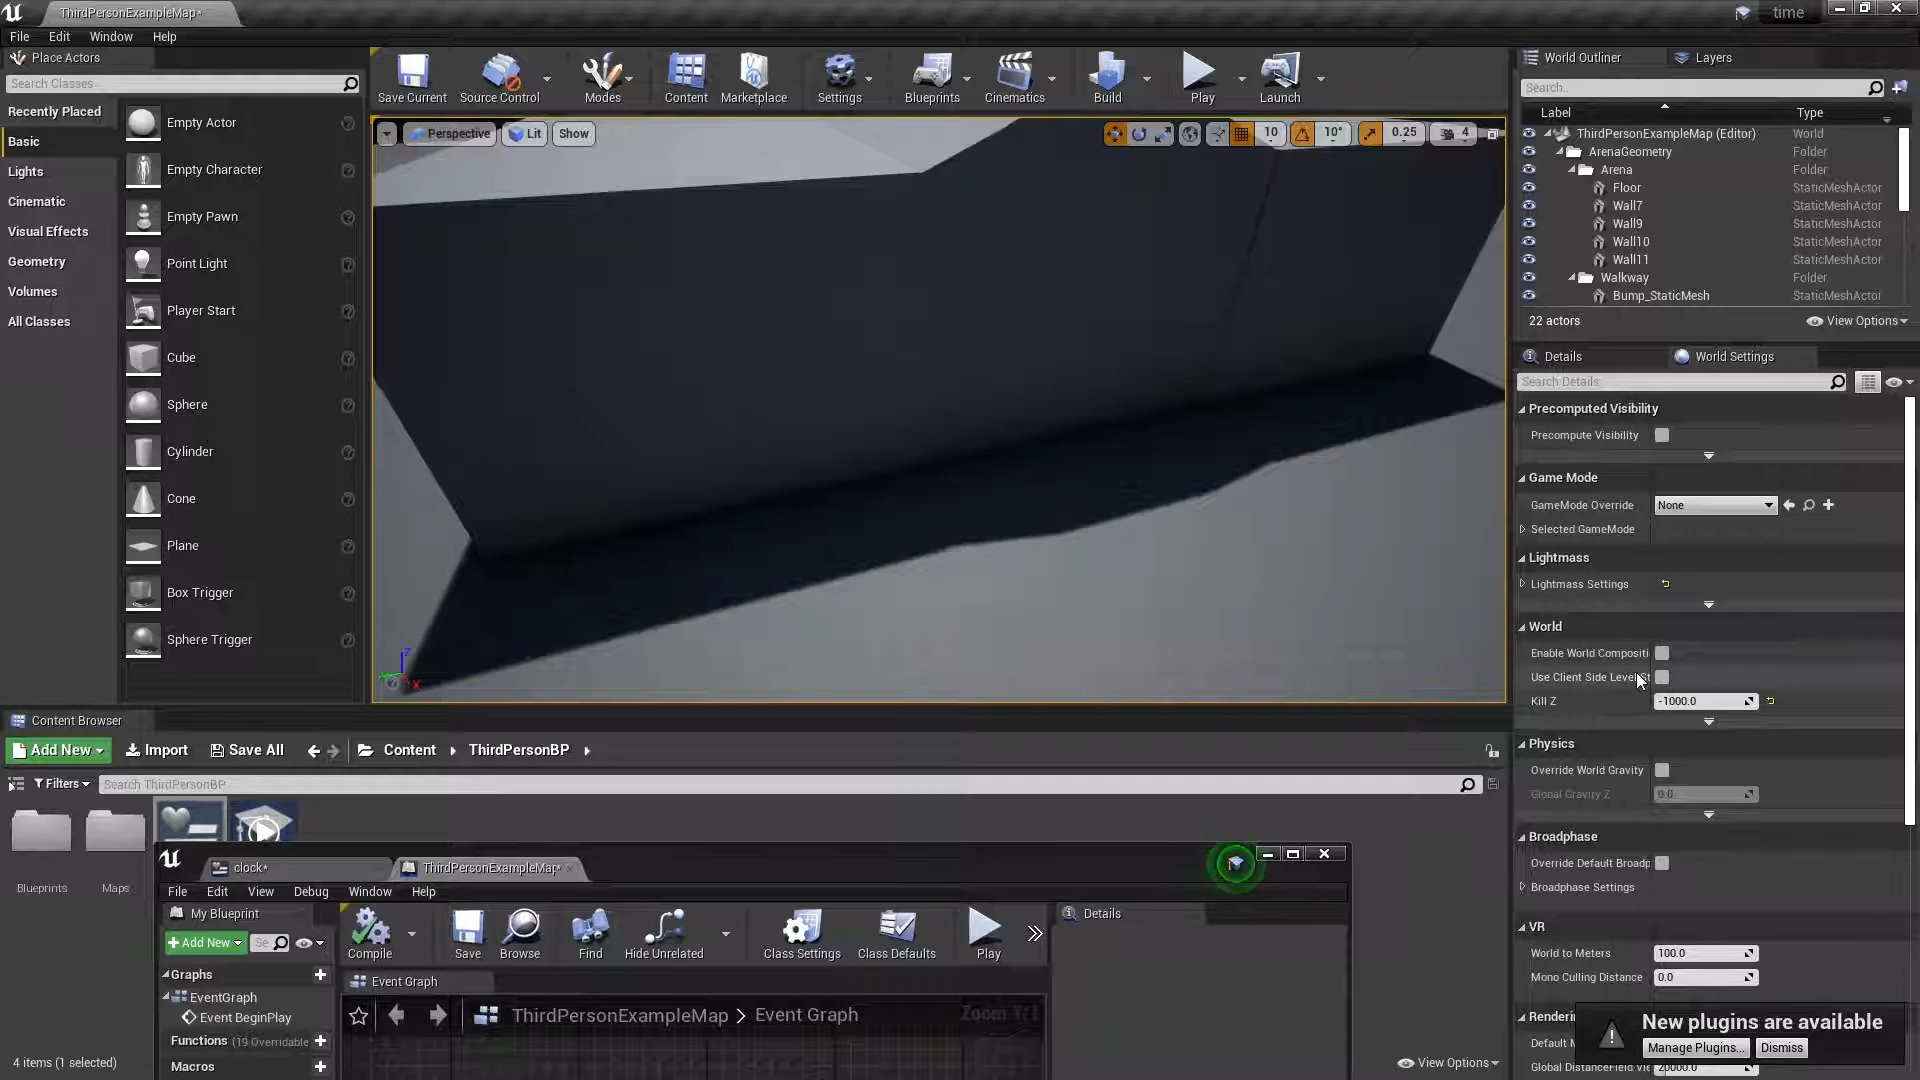 ThirdPersonExampleMap*
time
File Edit Window Help
Place Actors
Search Classes
Recently Placed
Basic
Lights
Cinematic
Visual Effects
Geometry
Volumes
All Classes
Empty Actor
Empty Character
Empty Pawn
Point Light
Player Start
Cube
Sphere
Cylinder
Cone
Plane
Box Trigger
Sphere Trigger
Save Current Source Control Modes Content Marketplace Settings Blueprints Cinematics Build Play Launch
Perspective Lit Show
10 10° 0.25 4
Z
X
World Outliner Layers
Search..
Label Type
ThirdPersonExampleMap (Editor) World
ArenaGeometry Folder
Arena Folder
Floor StaticMeshActor
Wall7 StaticMeshActor
Wall9 StaticMeshActor
Wall10 StaticMeshActor
Wall11 StaticMeshActor
Walkway Folder
Bump_StaticMesh StaticMeshActor
22 actors View Options
Details World Settings
Search Details
Precomputed Visibility
Precompute Visibility
Game Mode
GameMode Override None
Selected GameMode
Lightmass
Lightmass Settings
World
Enable World Compositi
Use Client Side Level St
Kill Z -1000.0
Physics
Override World Gravity
Global Gravity Z 0.0
Broadphase
Override Default Broadp
Broadphase Settings
VR
World to Meters 100.0
Mono Culling Distance 0.0
Renderin
Default M
Global DistanceField Vie 20000.0
New plugins are available
Manage Plugins... Dismiss
Content Browser
Add New Import Save All Content ThirdPersonBP
Filters Search ThirdPersonBP
Blueprints Maps
4 items (1 selected) View Options
clock* ThirdPersonExampleMap*
File Edit View Debug Window Help
My Blueprint
Add New Se
Graphs
EventGraph
Event BeginPlay
Functions (19 Overridable
Macros
Compile Save Browse Find Hide Unrelated Class Settings Class Defaults Play
Details
Event Graph
ThirdPersonExampleMap > Event Graph